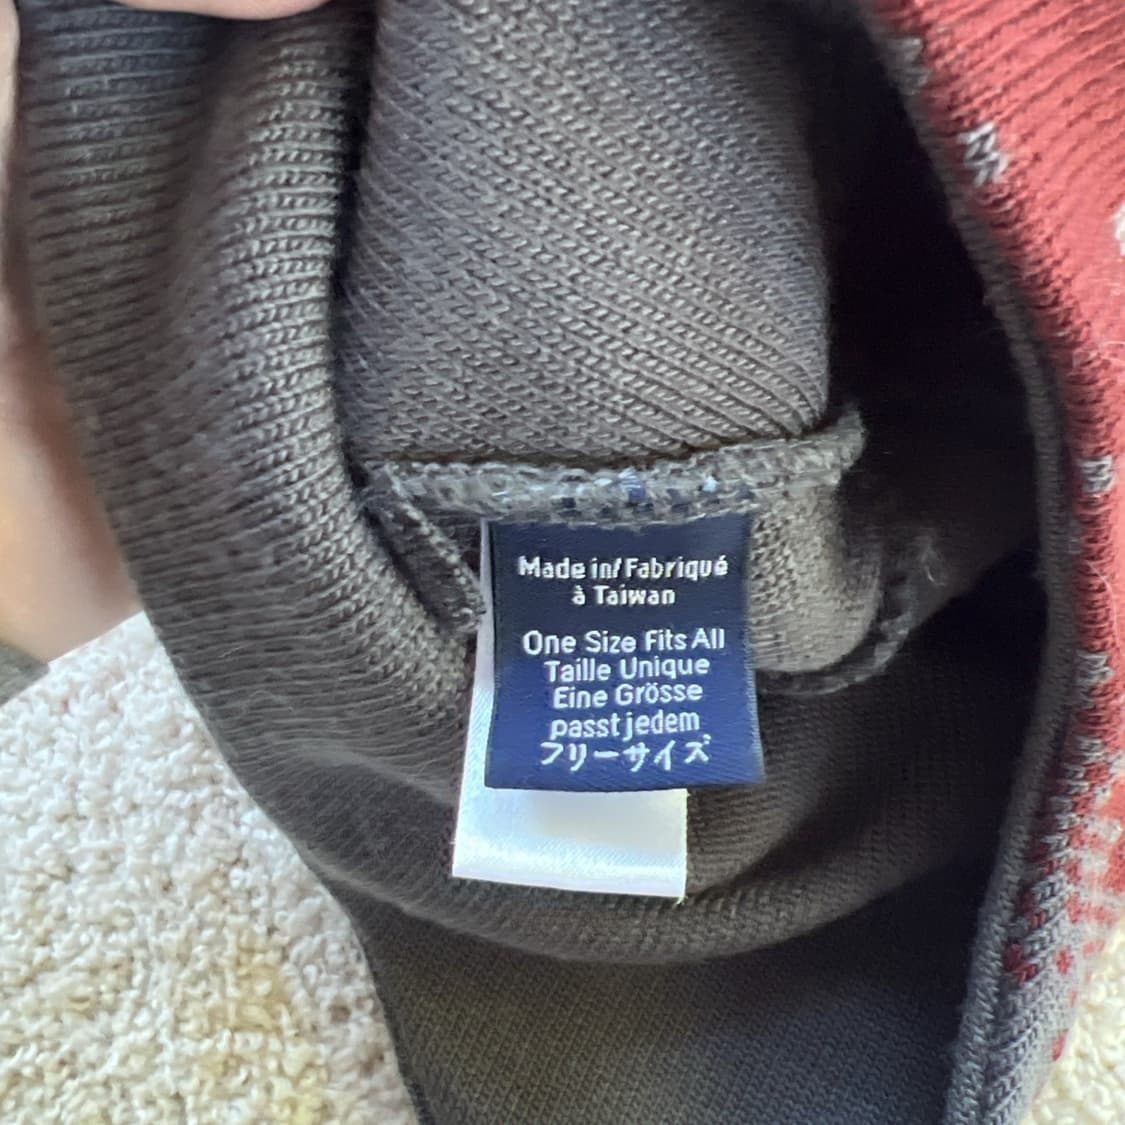 Made in/Fabriqué
à Taiwan
One Size Fits All
Taille Unique
Eine Grösse
passt jedem
フリーサイズ